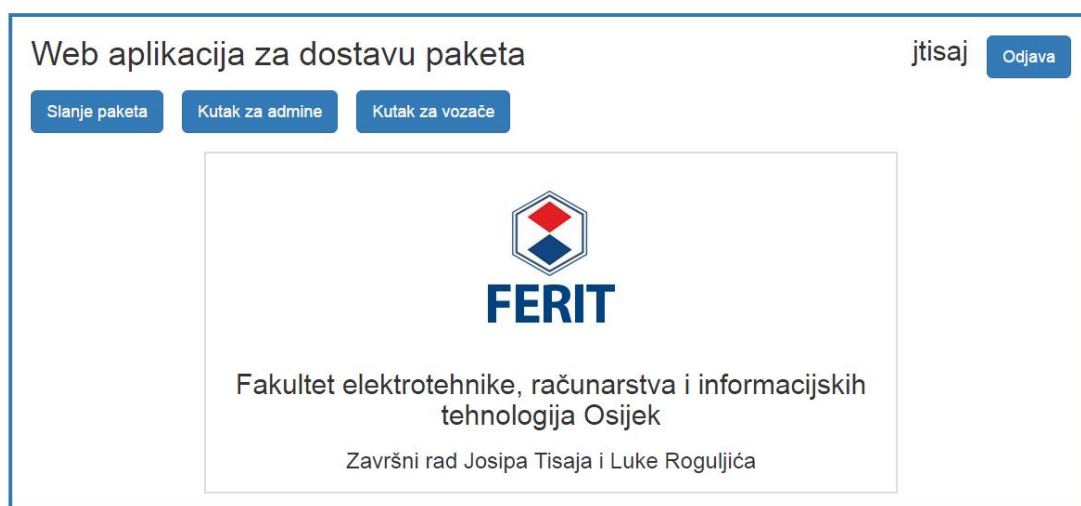 Web aplikacija za dostavu paketa
jtisaj
Odjava
Slanje paketa
Kutak za admine
Kutak za vozače
FERIT
Fakultet elektrotehnike, računarstva i informacijskih
tehnologija Osijek
Završni rad Josipa Tisaja i Luke Roguljića